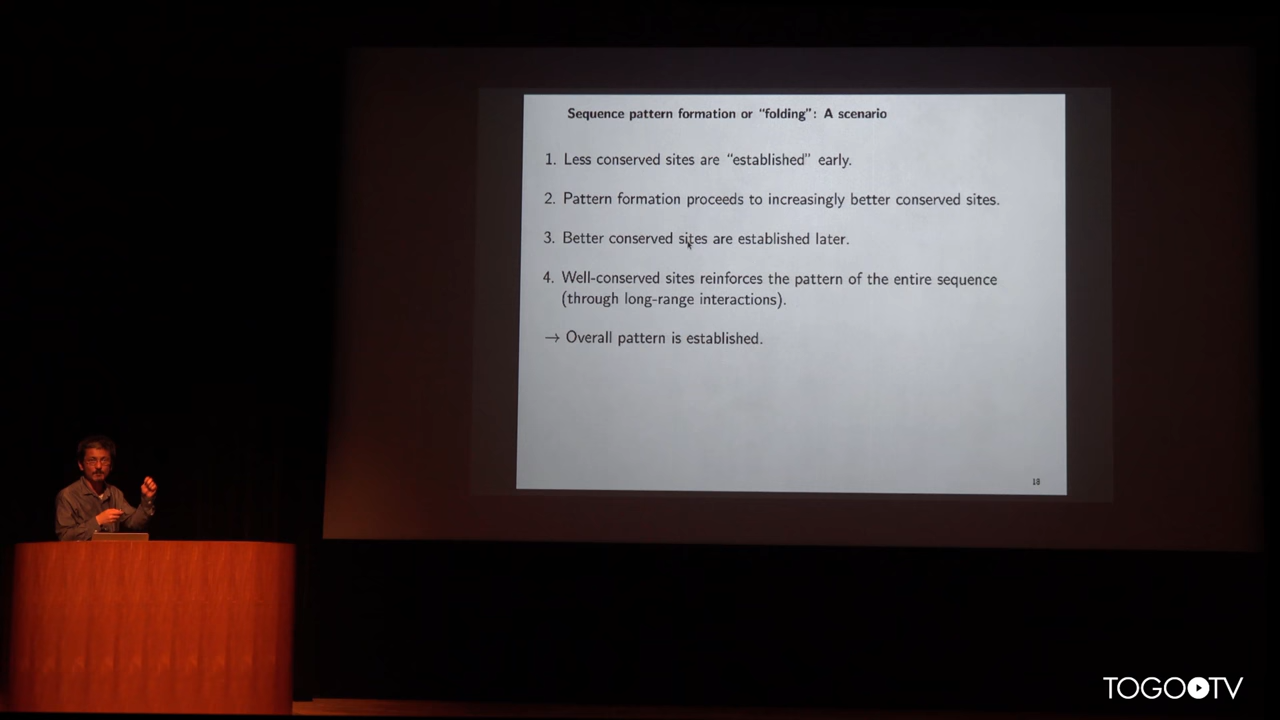 Sequence pattern formation or “folding”: A scenario
1. Less conserved sites are “established” early.
2. Pattern formation proceeds to increasingly better conserved sites.
3. Better conserved sites are established later.
4. Well-conserved sites reinforces the pattern of the entire sequence
(through long-range interactions).
→ Overall pattern is established.
18
TOGO TV